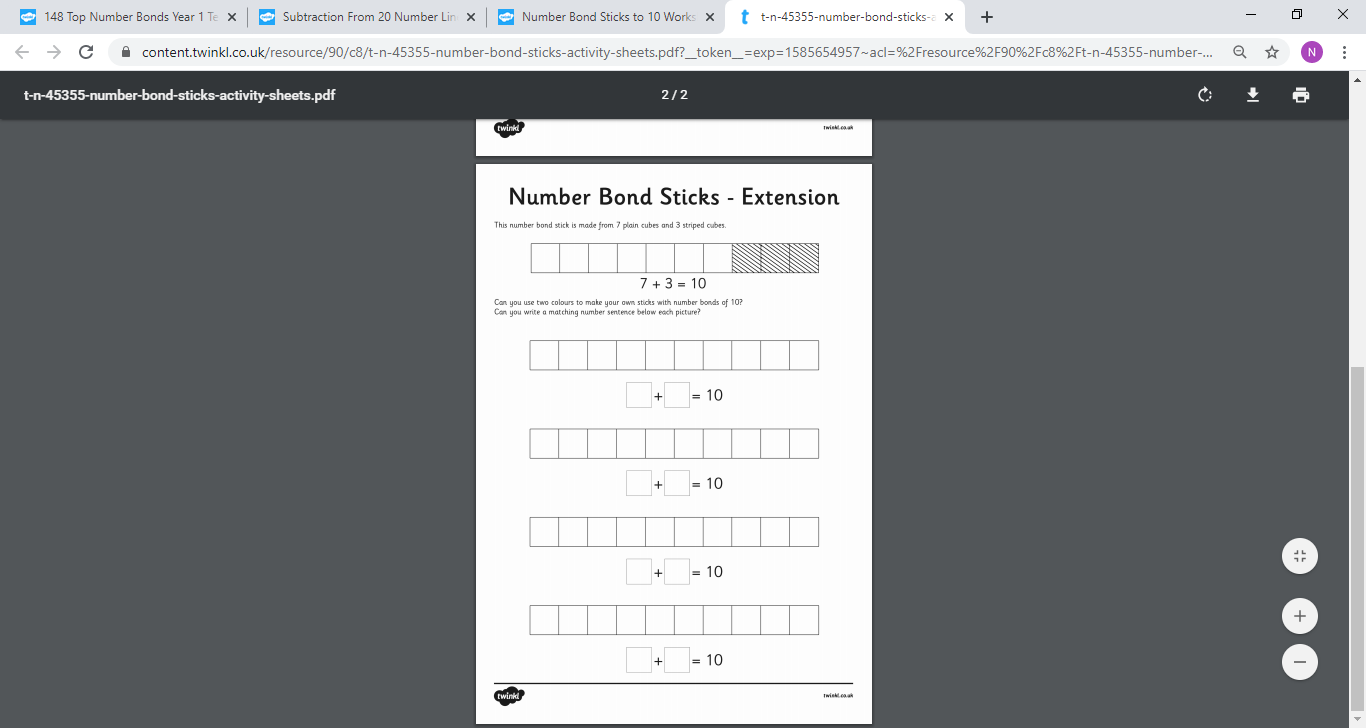 148 Top Number Bonds Year 1 Te
Subtraction From 20 Number Lin
Number Bond Sticks to 10 Works
t-n-45355-number-bond-sticks-a
content.twinkl.co.uk/resource/90/c8/t-n-45355-number-bond-sticks-activity-sheets.pdf?__token__=exp=1585654957~acl=%2Fresource%2F90%2Fc8%2Ft-n-45355-number-...
N
t-n-45355-number-bond-sticks-activity-sheets.pdf
2 / 2
twinkl
twinkl.co.uk
Number Bond Sticks - Extension
This number bond stick is made from 7 plain cubes and 3 striped cubes.
7 + 3 = 10
Can you use two colours to make your own sticks with number bonds of 10?
Can you write a matching number sentence below each picture?
+ = 10
+ = 10
+ = 10
+ = 10
twinkl
twinkl.co.uk